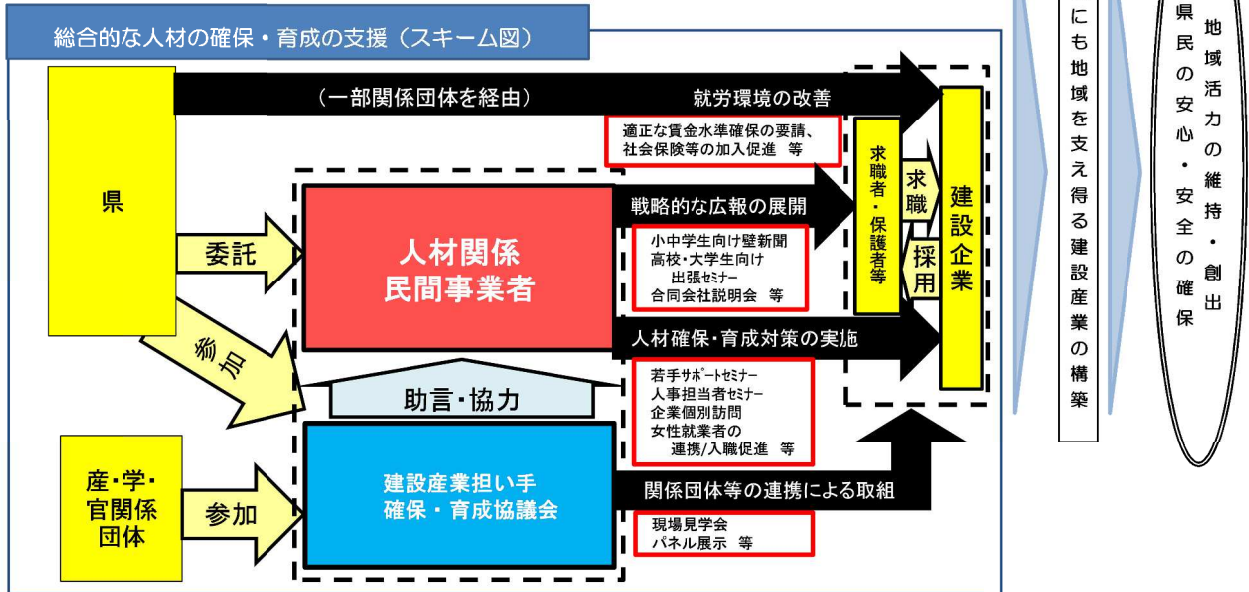 総合的な人材の確保・育成の支援（スキーム図）
県
（一部関係団体を経由）
就労環境の改善
適正な賃金水準確保の要請、
社会保険等の加入促進 等
委託
人材関係
民間事業者
戦略的な広報の展開
小中学生向け壁新聞
高校・大学生向け
出張セミナー
合同会社説明会 等
求職者・保護者等
求職
採用
建設企業
人材確保・育成対策の実施
若手サポートセミナー
人事担当者セミナー
企業個別訪問
女性就業者の
連携/入職促進 等
参加
助言・協力
産・学・
官関係
団体
参加
建設産業担い手
確保・育成協議会
関係団体等の連携による取組
現場見学会
パネル展示 等
にも地域を支え得る建設産業の構築
地域活力の維持・創出
県民の安心・安全の確保